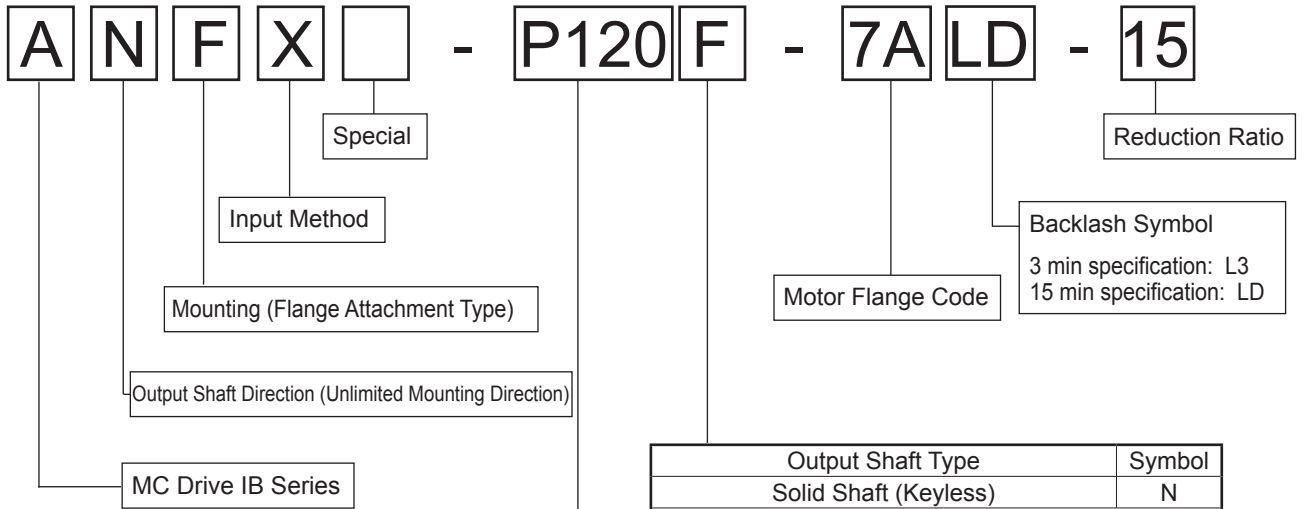 A N F X - P120 F - 7A LD - 15
Special
Reduction Ratio
Input Method
Backlash Symbol
3 min specification: L3
15 min specification: LD
Motor Flange Code
Mounting (Flange Attachment Type)
Output Shaft Direction (Unlimited Mounting Direction)
MC Drive IB Series
Output Shaft Type Symbol
Solid Shaft (Keyless) N